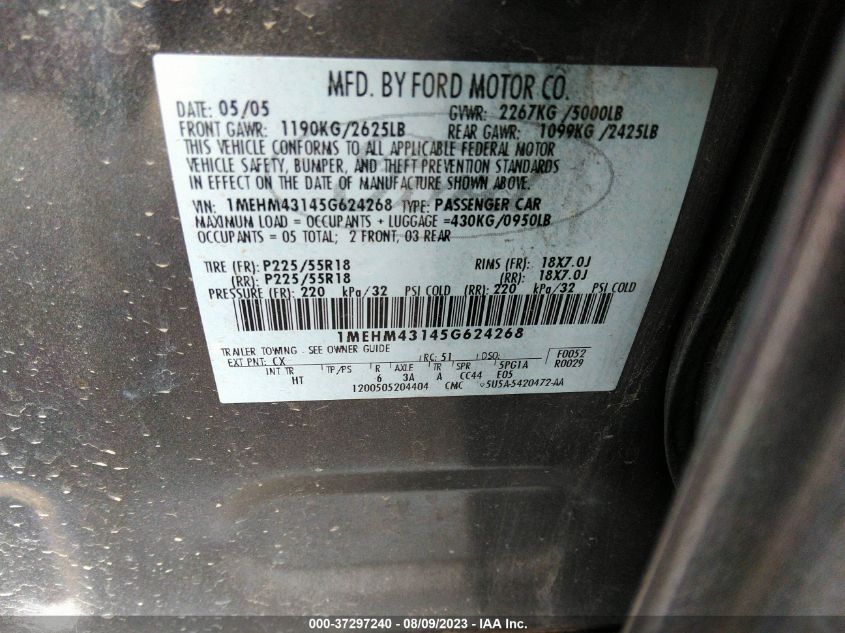 MFD. BY FORD MOTOR CO.
DATE: 05/05 GVWR: 2267KG /5000LB
FRONT GAWR: 1190KG/2625LB REAR GAWR: 1099KG /2425LB
THIS VEHICLE CONFORMS TO ALL APPLICABLE FEDERAL MOTOR
VEHICLE SAFETY, BUMPER, AND THEFT PREVENTION STANDARDS
IN EFFECT ON THE DATE OF MANUFACTURE SHOWN ABOVE.
VIN: 1MEHM43145G624268 TYPE: PASSENGER CAR
MAXIMUM LOAD = OCCUPANTS + LUGGAGE =430KG/0950LB
OCCUPANTS = 05 TOTAL; 2 FRONT, 03 REAR
TIRE (FR): P225/55R18 RIMS (FR): 18X7.0J
(RR): P225/55R18 (RR): 18X7.0J
PRESSURE (FR): 220 kPa/32 PSI COLD (RR): 220 kPa/32 PSI COLD
1MEHM43145G624268
TRAILER TOWING - SEE OWNER GUIDE
EXT PNT: CX RC: 51 DSO: F0052
INT TR TP/PS R AXLE TR SPR 5PG1A R0029
HT 6 3A A CC44 E05
1200505204404 CMC 5U5A-5420472-AA
000-37297240 - 08/09/2023 - IAA Inc.